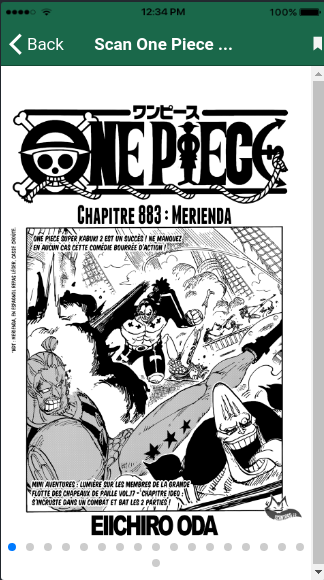 12:34 PM
100%
Back
Scan One Piece ...
ワンピース
ONE PIECE
CHAPITRE 883 : MERIENDA
ONE PIECE SUPER KABUKI 2 EST UN SUCCÈS ! NE MANQUEZ
EN AUCUN CAS CETTE COMÉDIE BOURRÉE D'ACTION !
MINI AVENTURES : LUMIÈRE SUR LES MEMBRES DE LA GRANDE
FLOTTE DES CHAPEAUX DE PAILLE VOL.17 - CHAPITRE IDEO :
S'INCRUSTE DANS UN COMBAT ET BAT LES 2 PARTIES !
EIICHIRO ODA